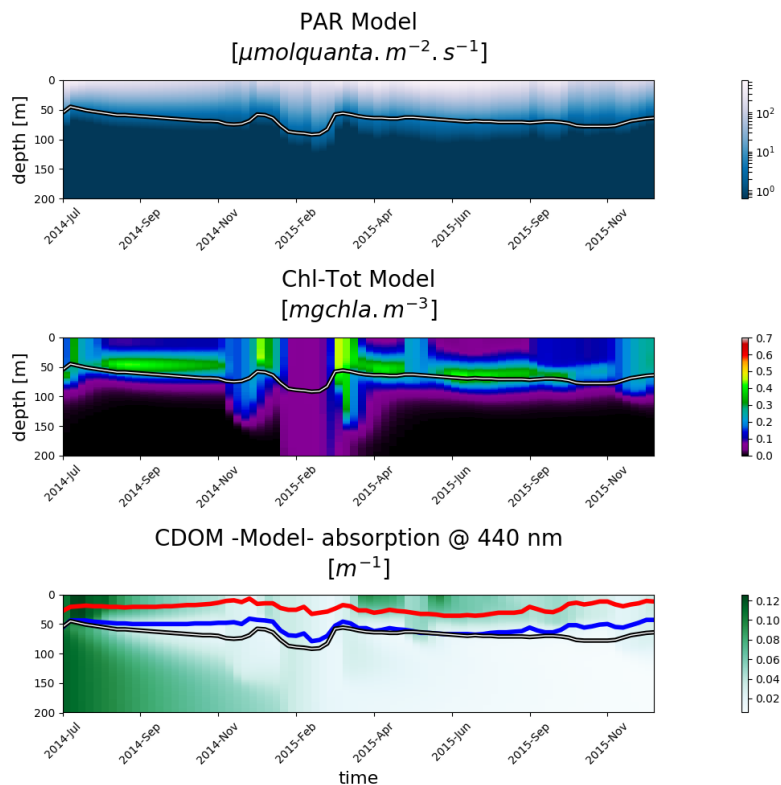 PAR Model
[μmolquanta.m⁻².s⁻¹]
0
50
100
150
200
depth [m]
10²
10¹
10⁰
2014-Jul
2014-Sep
2014-Nov
2015-Feb
2015-Apr
2015-Jun
2015-Sep
2015-Nov
Chl-Tot Model
[mgchla.m⁻³]
0
50
100
150
200
depth [m]
0.7
0.6
0.5
0.4
0.3
0.2
0.1
0.0
2014-Jul
2014-Sep
2014-Nov
2015-Feb
2015-Apr
2015-Jun
2015-Sep
2015-Nov
CDOM -Model- absorption @ 440 nm
[m⁻¹]
0
50
100
150
200
0.12
0.10
0.08
0.06
0.04
0.02
2014-Jul
2014-Sep
2014-Nov
2015-Feb
2015-Apr
2015-Jun
2015-Sep
2015-Nov
time